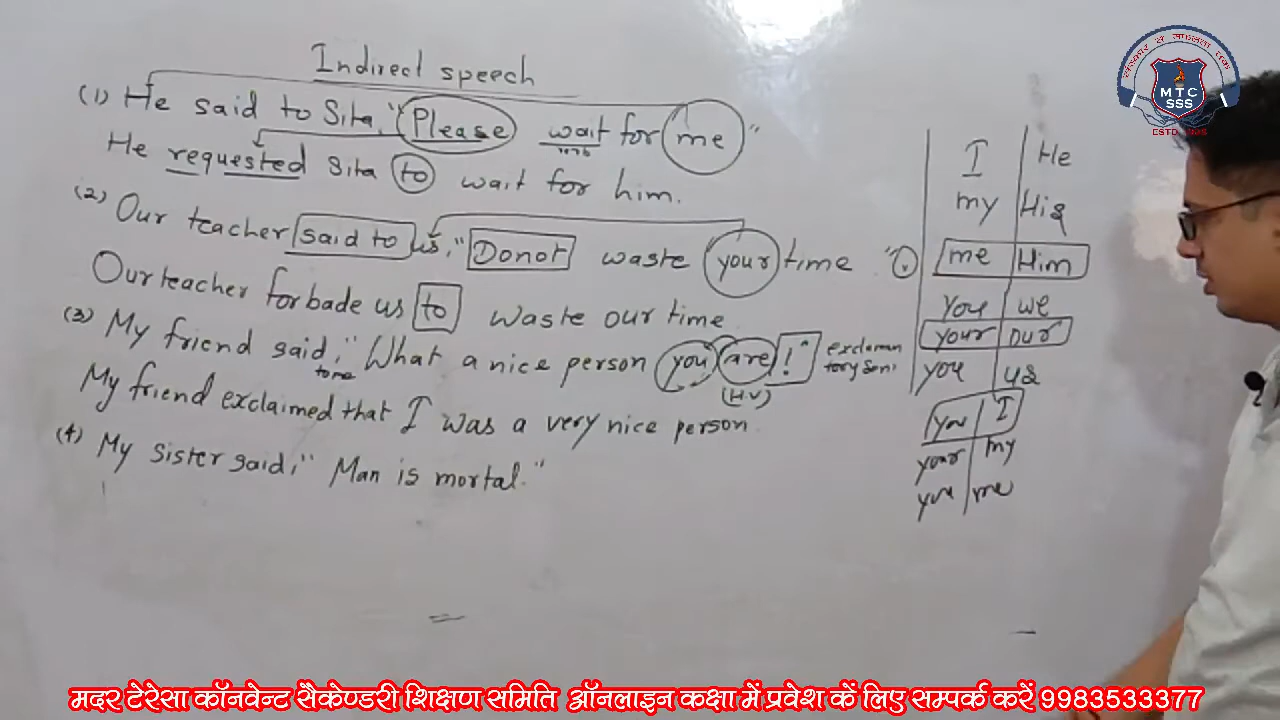 Indirect speech
(1) He said to Sita, "Please wait for me"
verb
He requested Sita to wait for him.
(2) Our teacher said to us, "Donot waste your time".
Our teacher forbade us to waste our time
(3) My friend said, "What a nice person you are!"
to me
(H.V)
My friend exclaimed that I was a very nice person.
(4) My sister said, "Man is mortal."
I He
my His
me Him
you we
your our
you us
you I
your my
you me
MTC
SSS
मदर टेरेसा कॉनवेन्ट सैकेण्डरी शिक्षण समिति ऑनलाइन कक्षा में प्रवेश कें लिए सम्पर्क करें 9983533377